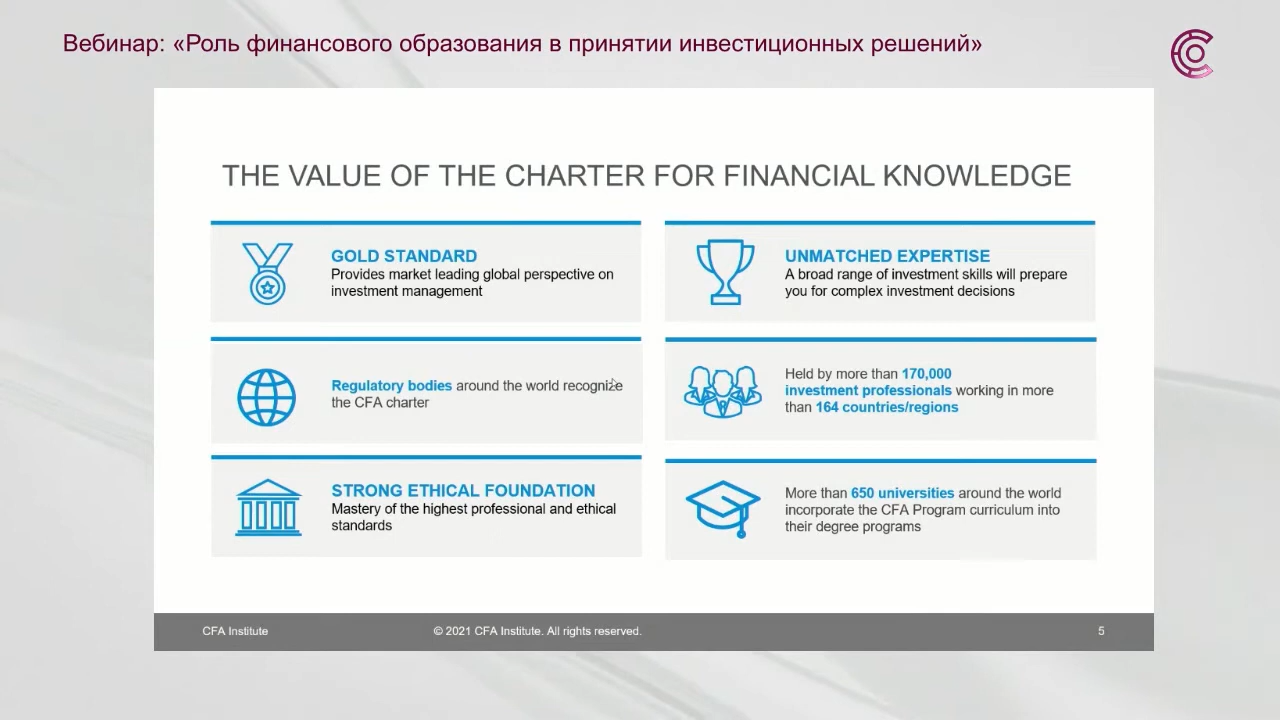 Вебинар: «Роль финансового образования в принятии инвестиционных решений»
THE VALUE OF THE CHARTER FOR FINANCIAL KNOWLEDGE
GOLD STANDARD
Provides market leading global perspective on
investment management
UNMATCHED EXPERTISE
A broad range of investment skills will prepare
you for complex investment decisions
Regulatory bodies around the world recognize
the CFA charter
Held by more than 170,000
investment professionals working in more
than 164 countries/regions
STRONG ETHICAL FOUNDATION
Mastery of the highest professional and ethical
standards
More than 650 universities around the world
incorporate the CFA Program curriculum into
their degree programs
CFA Institute
© 2021 CFA Institute. All rights reserved.
5